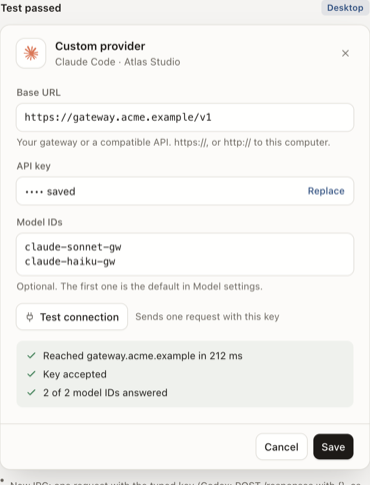 Test passed
Desktop
Custom provider
Claude Code · Atlas Studio
Base URL
https://gateway.acme.example/v1
Your gateway or a compatible API. https://, or http:// to this computer.
API key
•••• saved
Replace
Model IDs
claude-sonnet-gw
claude-haiku-gw
Optional. The first one is the default in Model settings.
Test connection
Sends one request with this key
Reached gateway.acme.example in 212 ms
Key accepted
2 of 2 model IDs answered
Cancel
Save